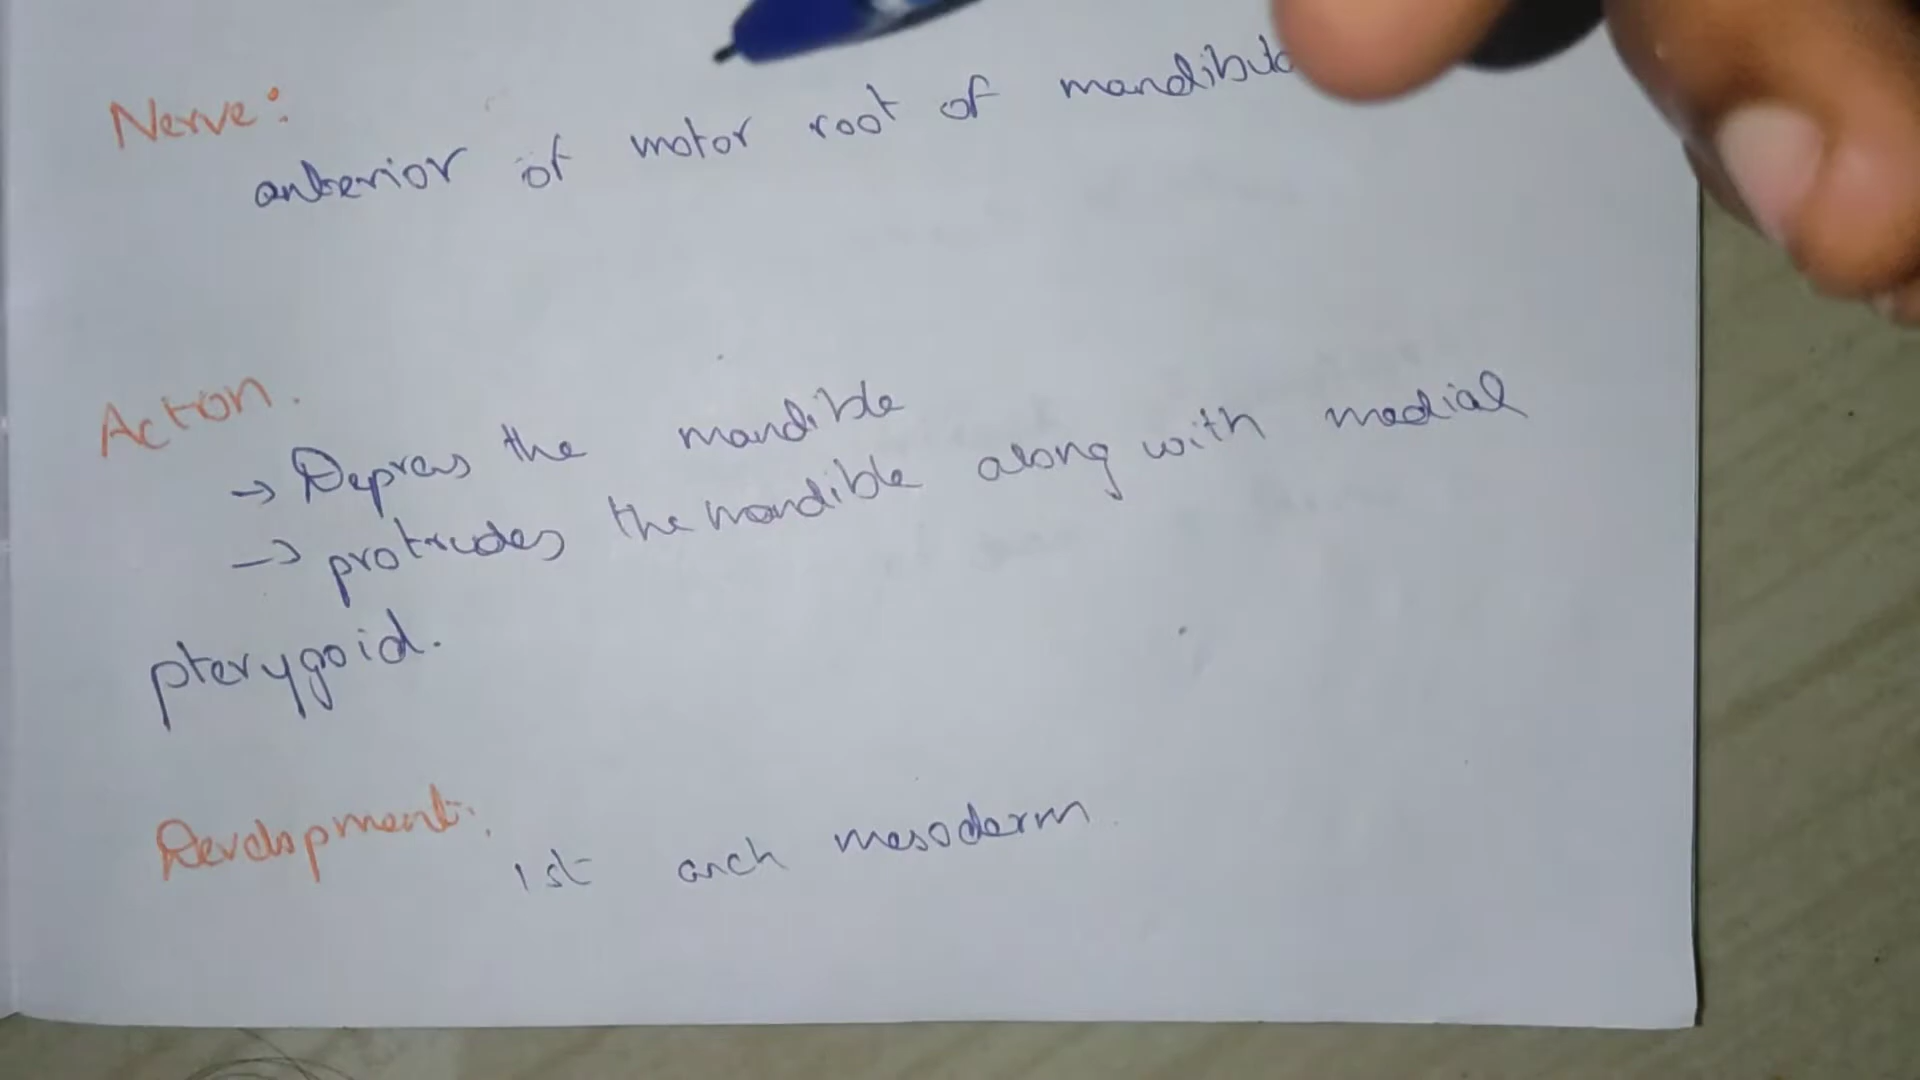 Nerve:
anterior of motor root of
Action.
→ Depress the mandible
→ protrudes the mandible along with medial
pterygoid.
Development:
1st arch mesoderm